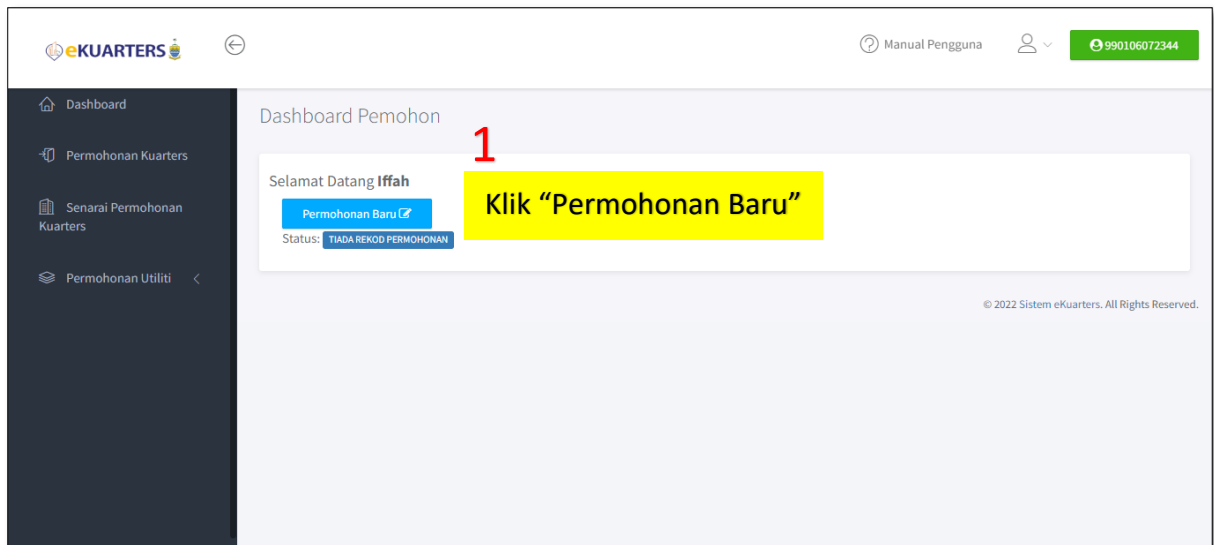 eKUARTERS
Manual Pengguna
990106072344
Dashboard
Permohonan Kuarters
Senarai Permohonan
Kuarters
Permohonan Utiliti
Dashboard Pemohon
1
Klik “Permohonan Baru”
Selamat Datang Iffah
Permohonan Baru
Status: TIADA REKOD PERMOHONAN
© 2022 Sistem eKuarters. All Rights Reserved.